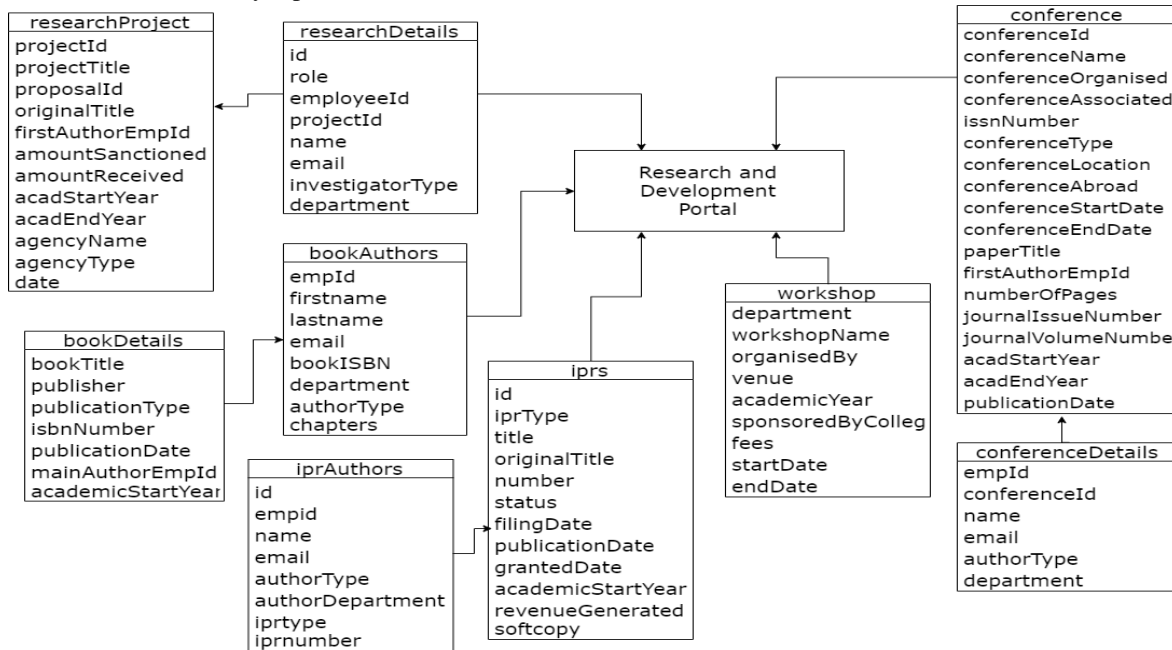 researchProject
projectId
projectTitle
proposalId
originalTitle
firstAuthorEmpId
amountSanctioned
amountReceived
acadStartYear
acadEndYear
agencyName
agencyType
date
researchDetails
id
role
employeeId
projectId
name
email
investigatorType
department
conference
conferenceId
conferenceName
conferenceOrganised
conferenceAssociated
issnNumber
conferenceType
conferenceLocation
conferenceAbroad
conferenceStartDate
conferenceEndDate
paperTitle
firstAuthorEmpId
numberOfPages
journalIssueNumber
journalVolumeNumbe
acadStartYear
acadEndYear
publicationDate
Research and
Development
Portal
bookAuthors
empId
firstname
lastname
email
bookISBN
department
authorType
chapters
workshop
department
workshopName
organisedBy
venue
academicYear
sponsoredByColleg
fees
startDate
endDate
bookDetails
bookTitle
publisher
publicationType
isbnNumber
publicationDate
mainAuthorEmpId
academicStartYear
iprs
id
iprType
title
originalTitle
number
status
filingDate
publicationDate
grantedDate
academicStartYear
revenueGenerated
softcopy
iprAuthors
id
empid
name
email
authorType
authorDepartment
iprtype
iprnumber
conferenceDetails
empId
conferenceId
name
email
authorType
department